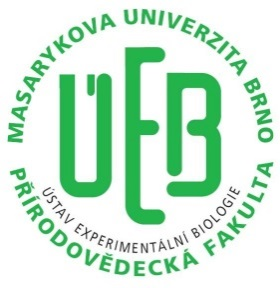 MASARYKOVA UNIVERZITA BRNO
ÚEB
ÚSTAV EXPERIMENTÁLNÍ BIOLOGIE
PŘÍRODOVĚDECKÁ FAKULTA